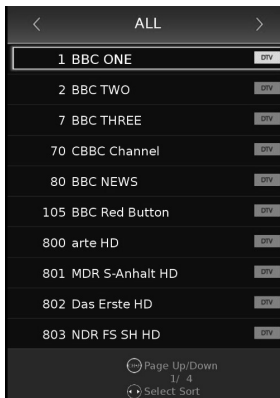 ALL
1 BBC ONE DTV
2 BBC TWO DTV
7 BBC THREE DTV
70 CBBC Channel DTV
80 BBC NEWS DTV
105 BBC Red Button DTV
800 arte HD DTV
801 MDR S-Anhalt HD DTV
802 Das Erste HD DTV
803 NDR FS SH HD DTV
Page Up/Down
1/ 4
Select Sort